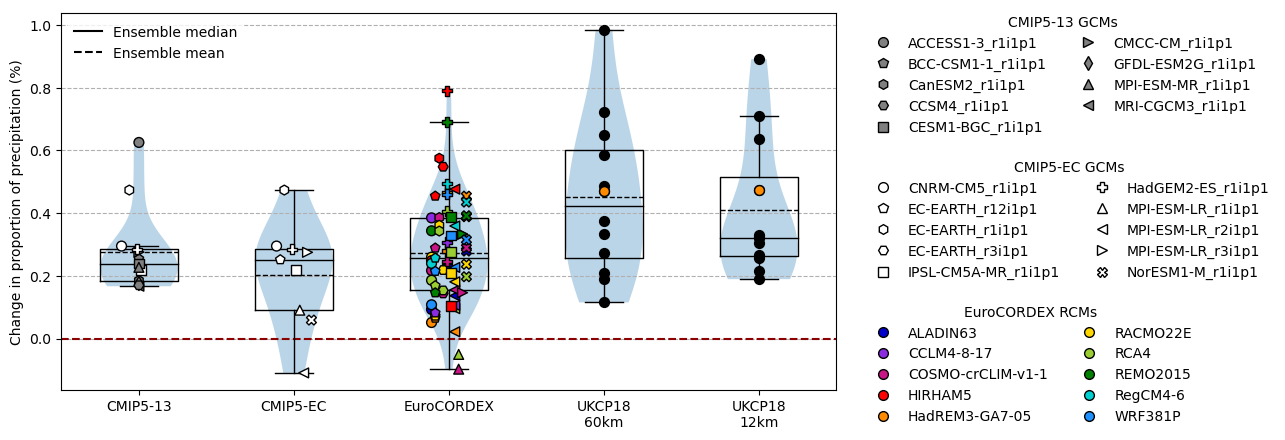 Change in proportion of precipitation (%)
1.0
0.8
0.6
0.4
0.2
0.0
Ensemble median
Ensemble mean
CMIP5-13
CMIP5-EC
EuroCORDEX
UKCP18
60km
UKCP18
12km
CMIP5-13 GCMs
ACCESS1-3_r1i1p1
BCC-CSM1-1_r1i1p1
CanESM2_r1i1p1
CCSM4_r1i1p1
CESM1-BGC_r1i1p1
CMCC-CM_r1i1p1
GFDL-ESM2G_r1i1p1
MPI-ESM-MR_r1i1p1
MRI-CGCM3_r1i1p1
CMIP5-EC GCMs
CNRM-CM5_r1i1p1
EC-EARTH_r12i1p1
EC-EARTH_r1i1p1
EC-EARTH_r3i1p1
IPSL-CM5A-MR_r1i1p1
HadGEM2-ES_r1i1p1
MPI-ESM-LR_r1i1p1
MPI-ESM-LR_r2i1p1
MPI-ESM-LR_r3i1p1
NorESM1-M_r1i1p1
EuroCORDEX RCMs
ALADIN63
CCLM4-8-17
COSMO-crCLIM-v1-1
HIRHAM5
HadREM3-GA7-05
RACMO22E
RCA4
REMO2015
RegCM4-6
WRF381P